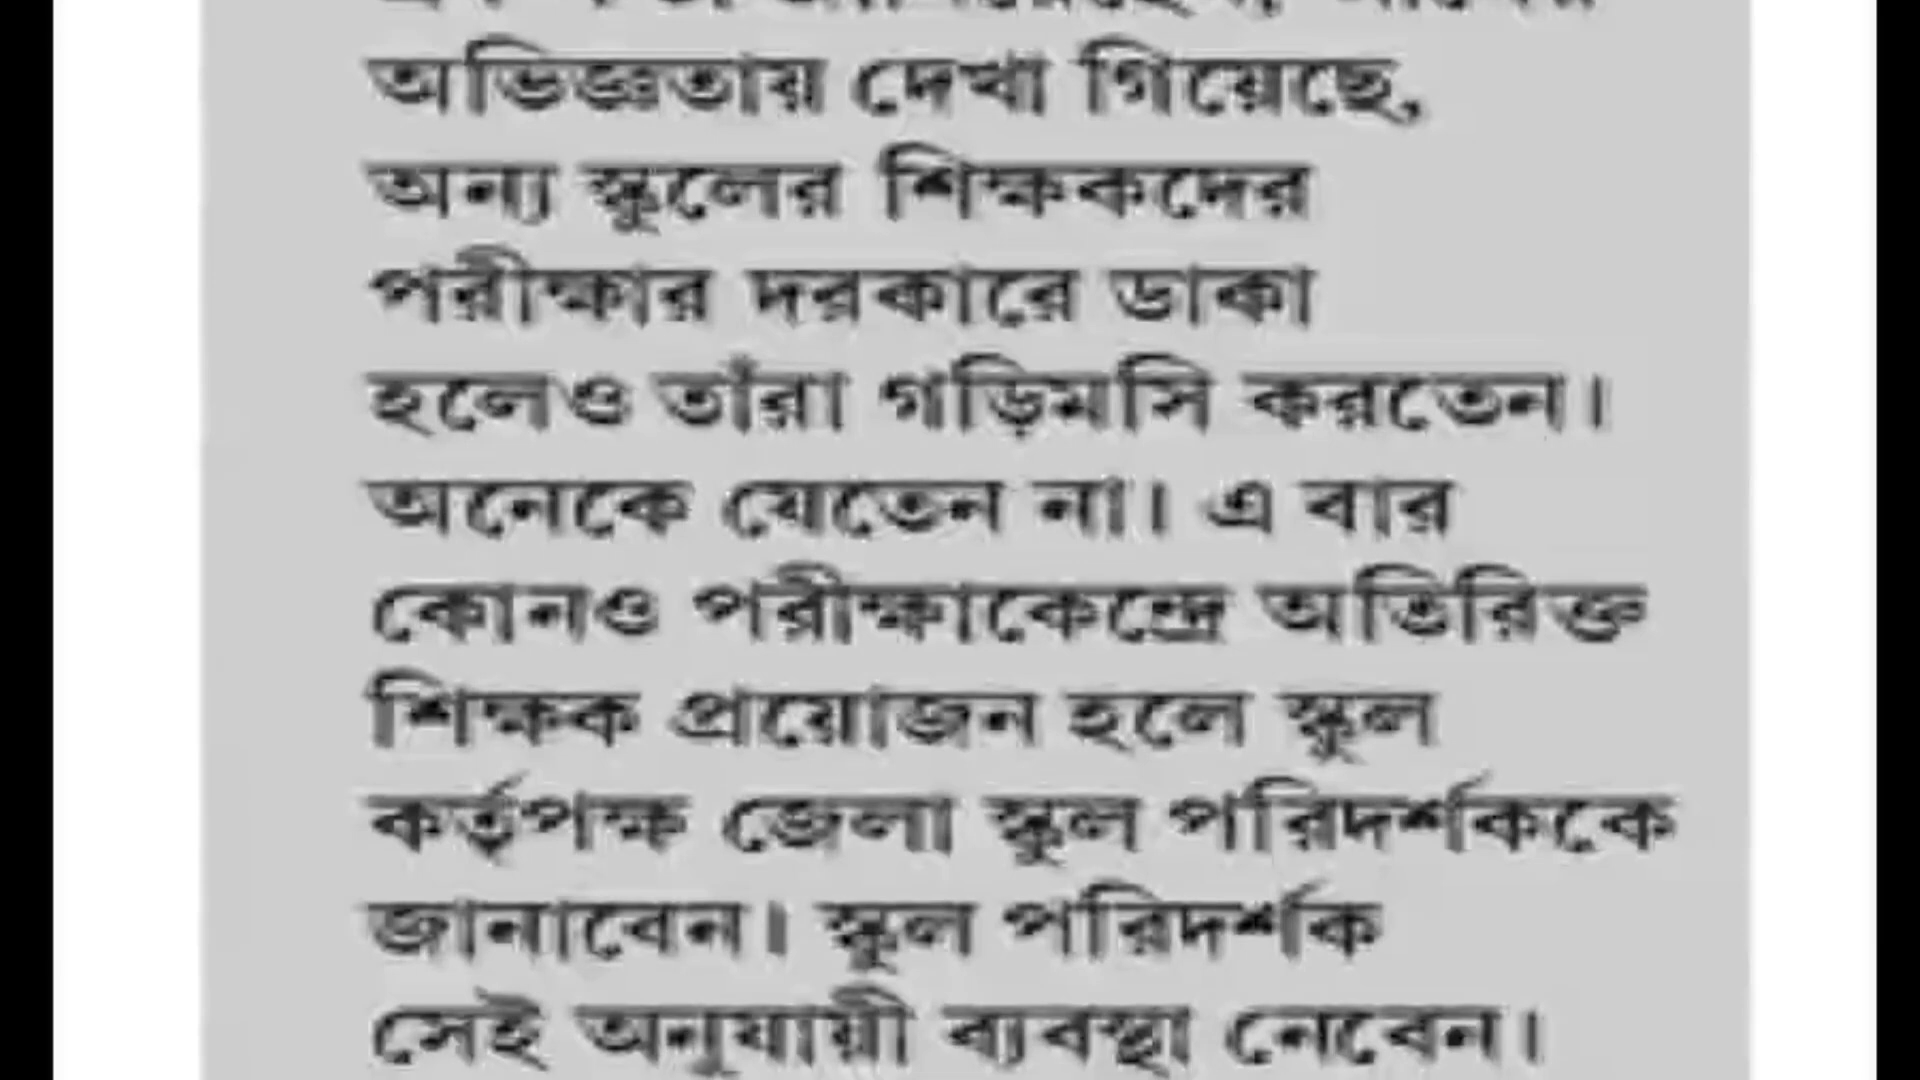 অভিজ্ঞতায় দেখা গিয়েছে,
অন্য স্কুলের শিক্ষকদের
পরীক্ষার দরকারে ডাকা
হলেও তাঁরা গড়িমসি করতেন।
অনেকে যেতেন না। এ বার
কোনও পরীক্ষাকেন্দ্রে অতিরিক্ত
শিক্ষক প্রয়োজন হলে স্কুল
কর্তৃপক্ষ জেলা স্কুল পরিদর্শককে
জানাবেন। স্কুল পরিদর্শক
সেই অনুযায়ী ব্যবস্থা নেবেন।